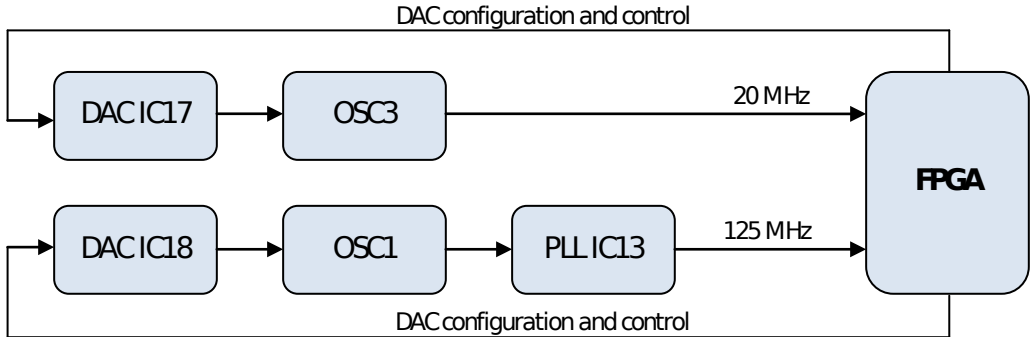 DAC configuration and control
DAC IC17
OSC3
20 MHz
FPGA
DAC IC18
OSC1
PLL IC13
125 MHz
DAC configuration and control